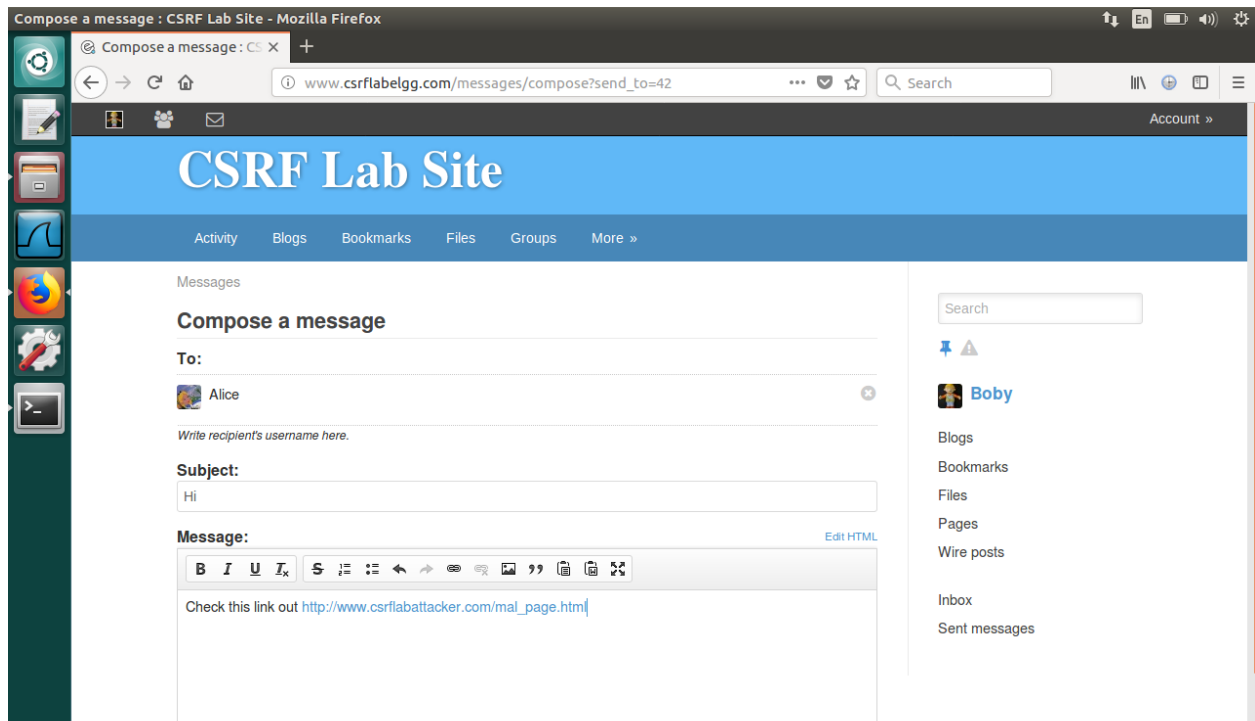 Compose a message : CSRF Lab Site - Mozilla Firefox
En
Compose a message : CS
www.csrflabelgg.com/messages/compose?send_to=42
Search
Account »
CSRF Lab Site
Activity Blogs Bookmarks Files Groups More »
Messages
Compose a message
To:
Alice
Write recipient's username here.
Subject:
Hi
Message:
Edit HTML
B I U Ix S
Check this link out http://www.csrflabattacker.com/mal_page.html
Search
Boby
Blogs
Bookmarks
Files
Pages
Wire posts
Inbox
Sent messages